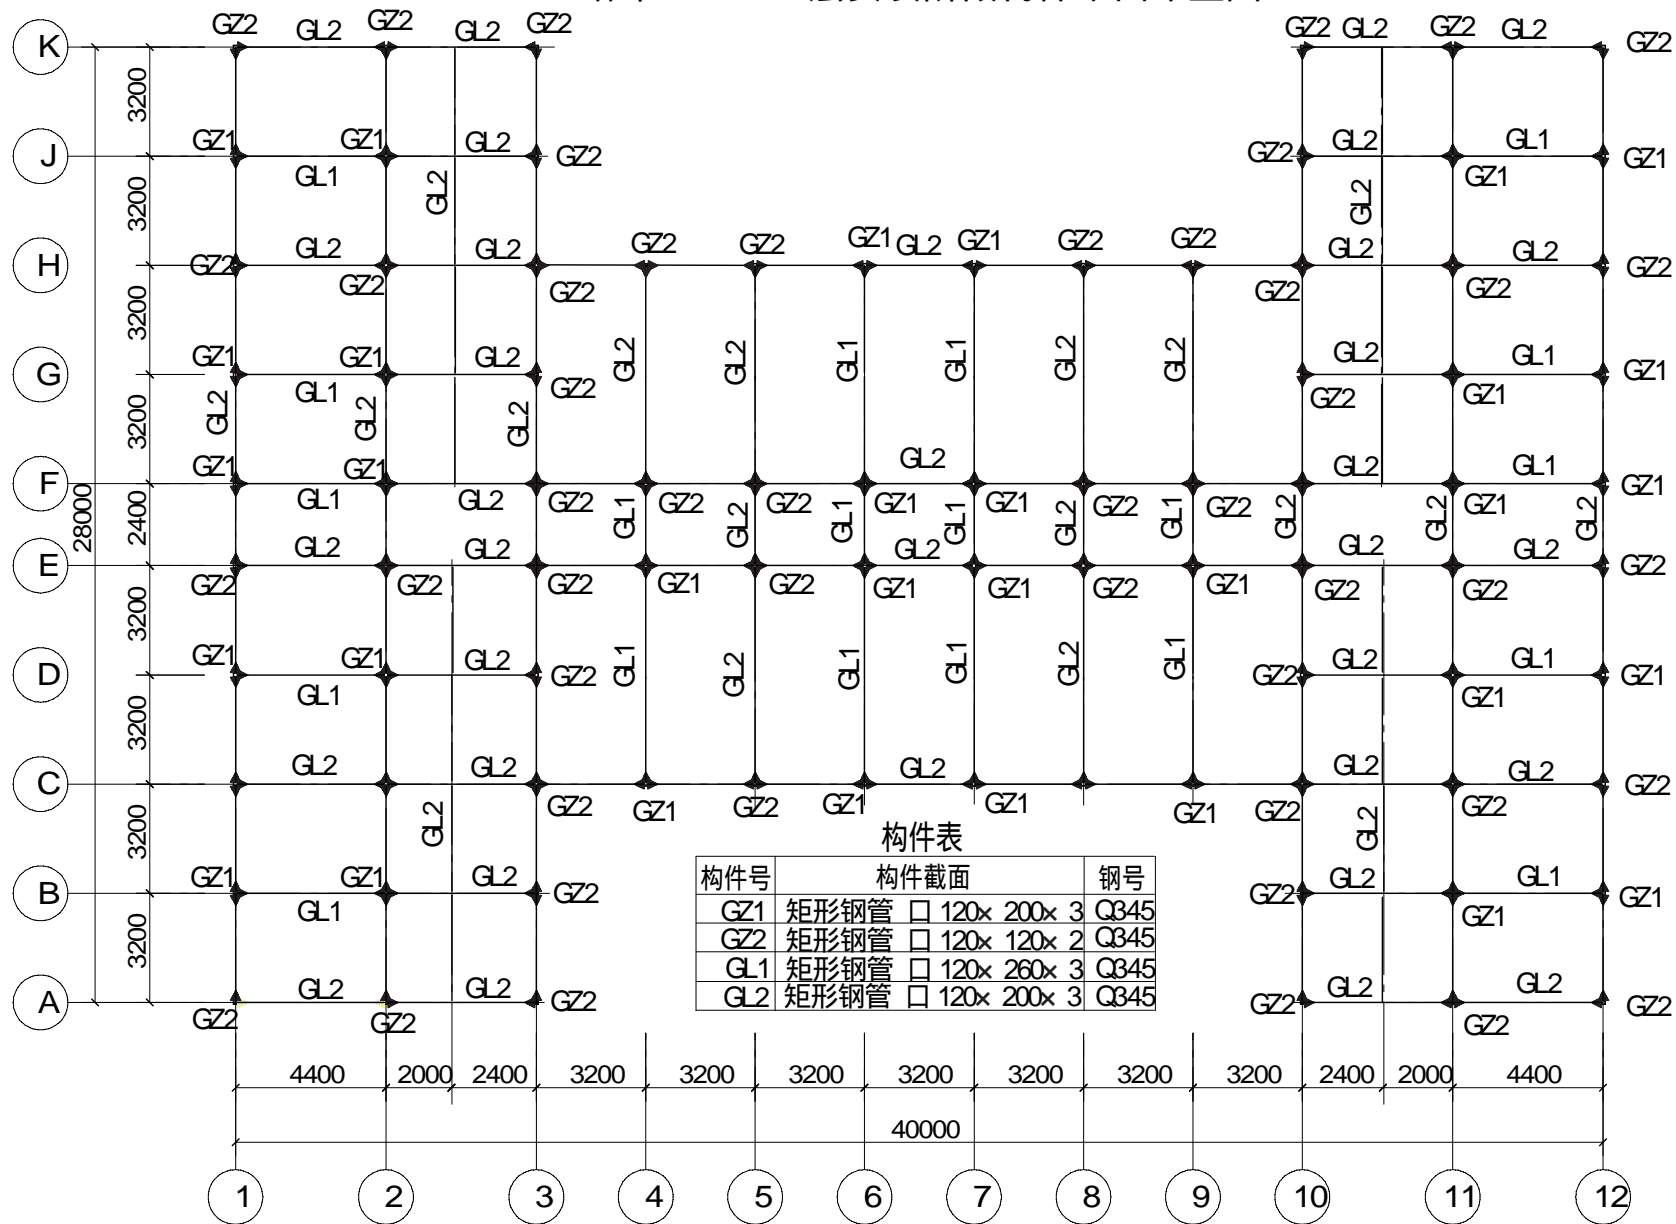 GZ2 GL2 GZ2 GL2 GZ2 GZ2 GL2 GZ2 GL2 GZ2
K
3200
GZ1 GZ1 GL2 GZ2 GZ2 GL2 GL1 GZ1
J
GL1 GL2 GL2 GZ1
3200
GL2 GL2 GZ2 GZ2 GZ1 GL2 GZ1 GZ2 GZ2 GL2 GL2
H
GZ2 GZ2 GZ2 GZ2 GZ2 GZ2
3200
GL2 GL2 GL1 GL1 GL2 GL2
GZ1 GZ1 GL2 GL2 GL1 GZ1
G
GL1 GZ2 GZ2 GZ1
3200
GL2 GL2 GL2
GZ1 GZ1 GL2 GL2 GL1 GZ1
F
GL1 GL2 GZ2 GZ2 GZ2 GZ1 GZ1 GZ2 GZ2 GZ1
28000
2400
GL1 GL2 GL1 GL1 GL2 GL1 GL2 GL2 GL2
GL2 GL2 GL2 GL2 GL2 GZ2
E
GZ2 GZ2 GZ2 GZ1 GZ2 GZ1 GZ1 GZ2 GZ1 GZ2 GZ2
3200
GL1 GL2 GL1 GL1 GL2 GL1
GZ1 GZ1 GL2 GZ2 GZ2 GL2 GL1 GZ1
D
GL1 GZ1
3200
GL2 GL2 GL2 GL2 GL2 GZ2
C
GZ2 GZ1 GZ2 GZ1 GZ1 GZ1 GZ2 GZ2
3200
GL2 GL2
GZ1 GZ1 GL2 GZ2 GZ2 GL2 GL1 GZ1
B
GL1 GZ1
3200
GL2 GL2 GZ2 GZ2 GL2 GL2 GZ2
A
GZ2 GZ2 GZ2
构件表
构件号 构件截面 钢号
GZ1 矩形钢管 口 120× 200× 3 Q345
GZ2 矩形钢管 口 120× 120× 2 Q345
GL1 矩形钢管 口 120× 260× 3 Q345
GL2 矩形钢管 口 120× 200× 3 Q345
4400 2000 2400 3200 3200 3200 3200 3200 3200 3200 2400 2000 4400
40000
1 2 3 4 5 6 7 8 9 10 11 12